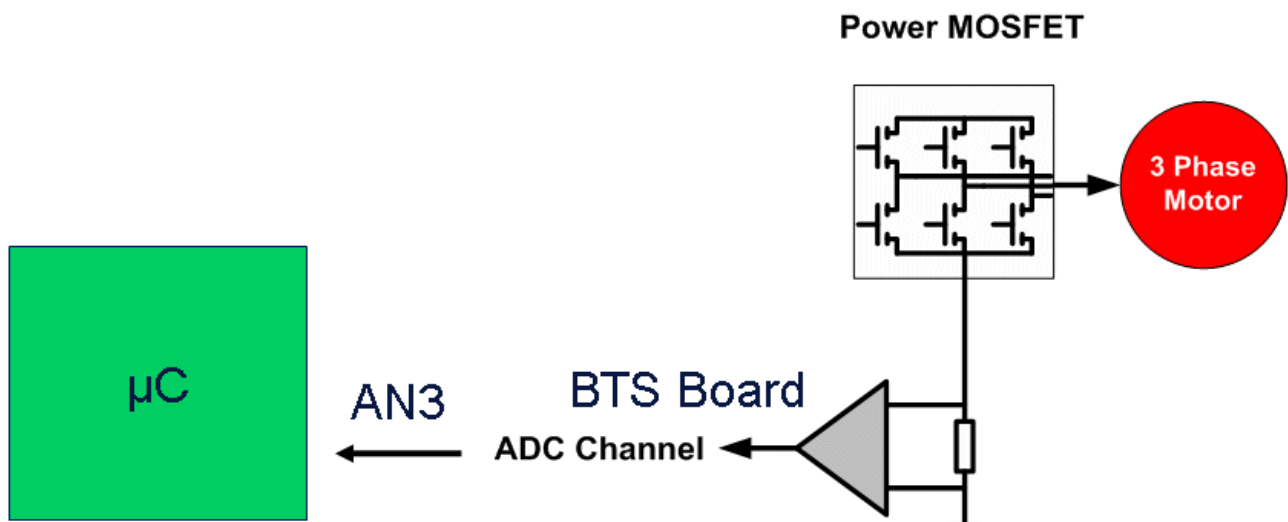 Power MOSFET
3 Phase
Motor
µC
AN3
BTS Board
ADC Channel